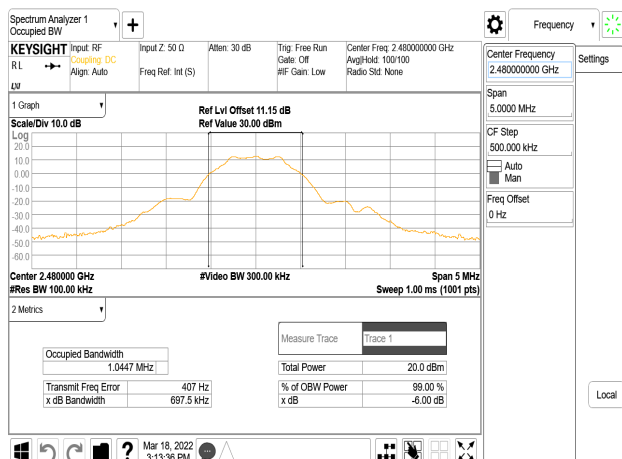 Spectrum Analyzer 1
Occupied BW
Frequency
KEYSIGHT
RL
LXI
Input: RF
Coupling: DC
Align: Auto
Input Z: 50 Ω
Freq Ref: Int (S)
Atten: 30 dB
Trig: Free Run
Gate: Off
#IF Gain: Low
Center Freq: 2.480000000 GHz
Avg|Hold: 100/100
Radio Std: None
Center Frequency
2.480000000 GHz
Settings
Span
5.0000 MHz
CF Step
500.000 kHz
Auto
Man
Freq Offset
0 Hz
Local
1 Graph
Scale/Div 10.0 dB
Ref Lvl Offset 11.15 dB
Ref Value 30.00 dBm
Log
20.0
10.0
0.00
-10.0
-20.0
-30.0
-40.0
-50.0
-60.0
Center 2.480000 GHz
#Video BW 300.00 kHz
Span 5 MHz
#Res BW 100.00 kHz
Sweep 1.00 ms (1001 pts)
2 Metrics
Measure Trace
Trace 1
Occupied Bandwidth
1.0447 MHz
Total Power
20.0 dBm
Transmit Freq Error
407 Hz
% of OBW Power
99.00 %
x dB Bandwidth
697.5 kHz
x dB
-6.00 dB
?
Mar 18, 2022
3:13:36 PM